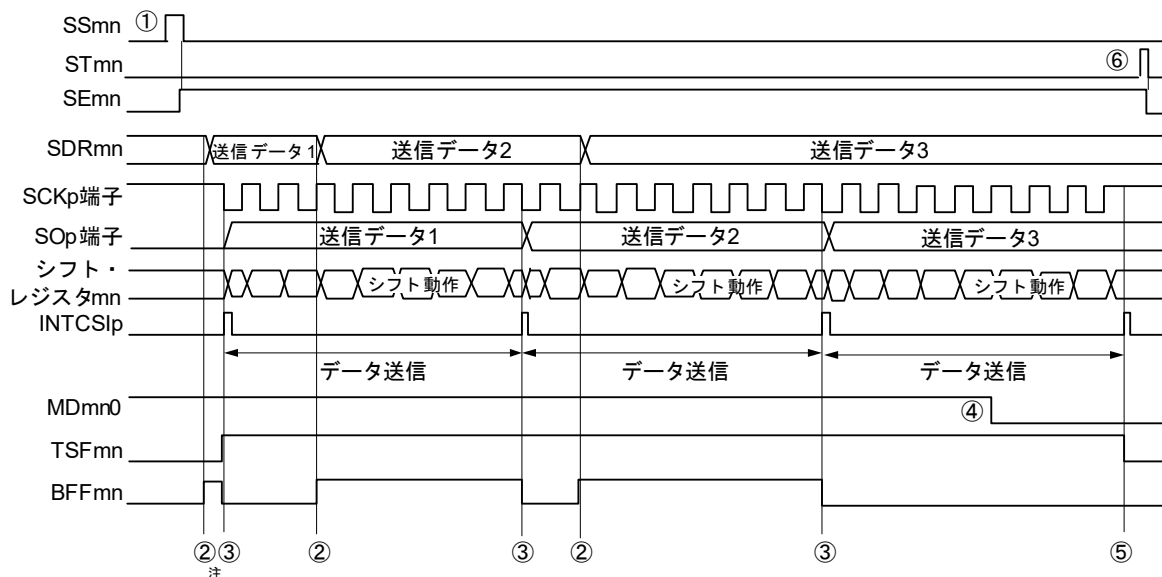 SSmn ①
STmn ⑥
SEmn
SDRmn 送信データ1 送信データ2 送信データ3
SCKp端子
SOp端子 送信データ1 送信データ2 送信データ3
シフト・
レジスタmn シフト動作 シフト動作 シフト動作
INTCSIp
データ送信 データ送信 データ送信
MDmn0 ④
TSFmn
BFFmn
② ③ ② ③ ② ③ ⑤
注